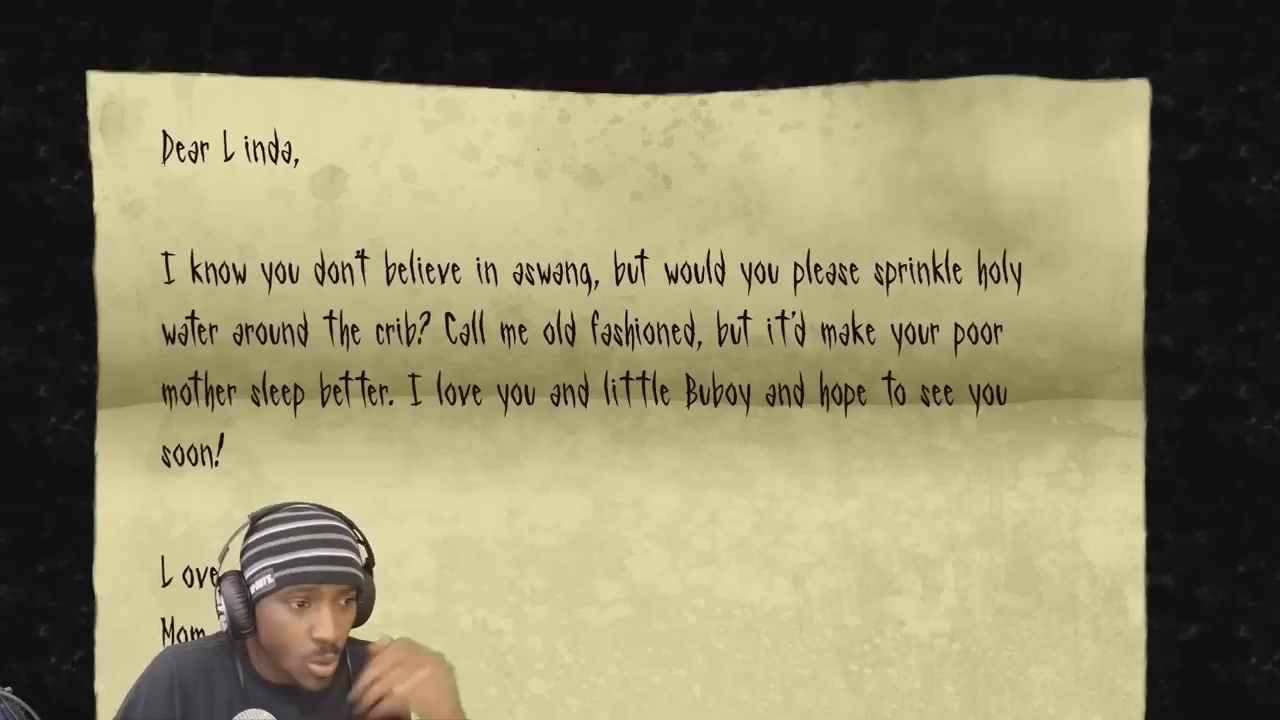 Dear Linda,
I know you don't believe in aswang, but would you please sprinkle holy
water around the crib? Call me old fashioned, but it'd make your poor
mother sleep better. I love you and little Buboy and hope to see you
soon!
Love
Mom